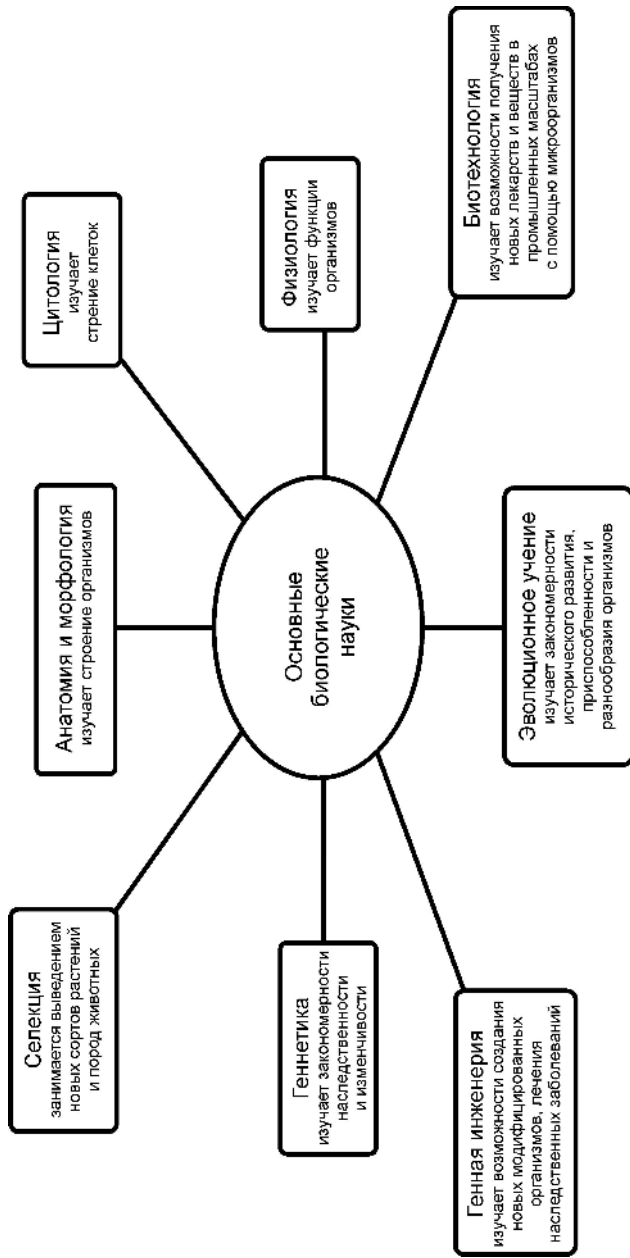 Селекция
занимается выведением
новых сортов растений
и пород животных
Анатомия и морфология
изучает строение организмов
Цитология
изучает
стрение клеток
Геннетика
изучает закономерности
наследственности
и изменчивости
Основные
биологические
науки
Физиология
изучает функции
организмов
Генная инженерия
изучает возможности создания
новых модифицированных
организмов, лечения
наследственных заболеваний
Эволюционное учение
изучает закономерности
исторического развития,
приспособленности и
разнообразия организмов
Биотехнология
изучает возможности получения
новых лекарств и веществ в
промышленных масштабах
с помощью микроорганизмов